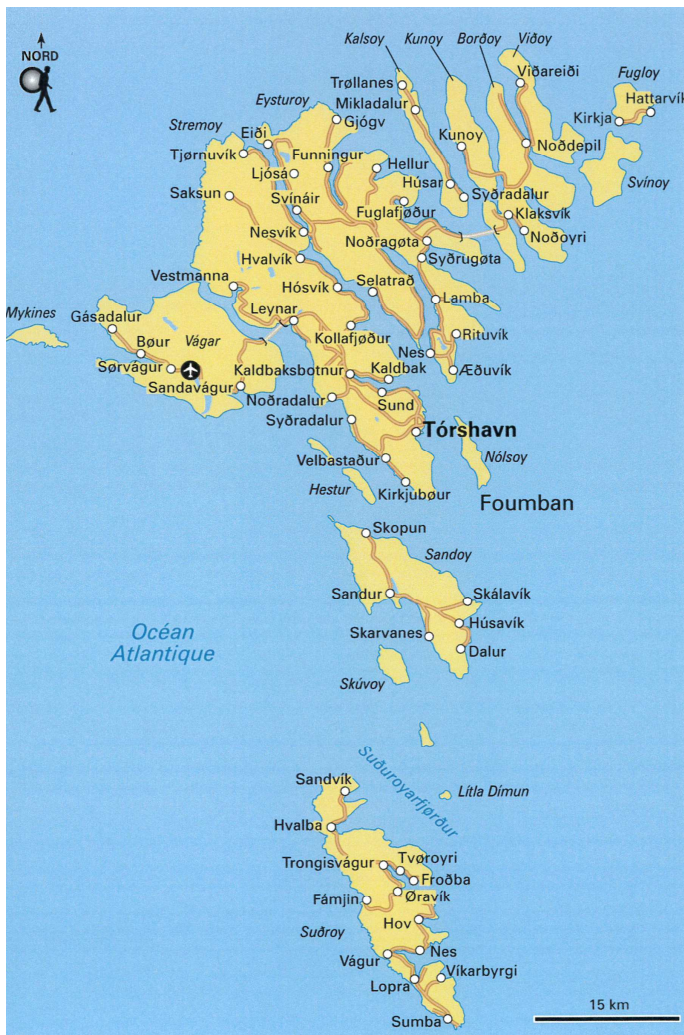 NORD
Kalsoy
Kunoy
Borðoy
Viðoy
Fugloy
Trøllanes
Mikladalur
Viðareiði
Hattarvík
Kirkja
Eysturoy
Gjógv
Stremoy
Eiði
Tjørnuvík
Funningur
Ljósá
Hellur
Kunoy
Noðdepil
Svínoy
Saksun
Svínáir
Húsar
Syðradalur
Fuglafjøður
Klaksvík
Nesvík
Noðragøta
Noðoyri
Hvalvík
Syðrugøta
Vestmanna
Hósvík
Selatrað
Lamba
Mykines
Gásadalur
Leynar
Bøur
Vágar
Kollafjøður
Rituvík
Nes
Sørvágur
Kaldbaksbotnur
Kaldbak
Æðuvík
Sandavágur
Noðradalur
Sund
Syðradalur
Tórshavn
Velbastaður
Nólsoy
Hestur
Kirkjubøur
Foumban
Skopun
Sandoy
Sandur
Skálavík
Húsavík
Skarvanes
Dalur
Océan
Atlantique
Skúvoy
Suðuroyarfjørður
Sandvík
Lítla Dímun
Hvalba
Tvøroyri
Trongisvágur
Froðba
Fámjin
Øravík
Hov
Suðroy
Nes
Vágur
Víkarbyrgi
Lopra
Sumba
15 km